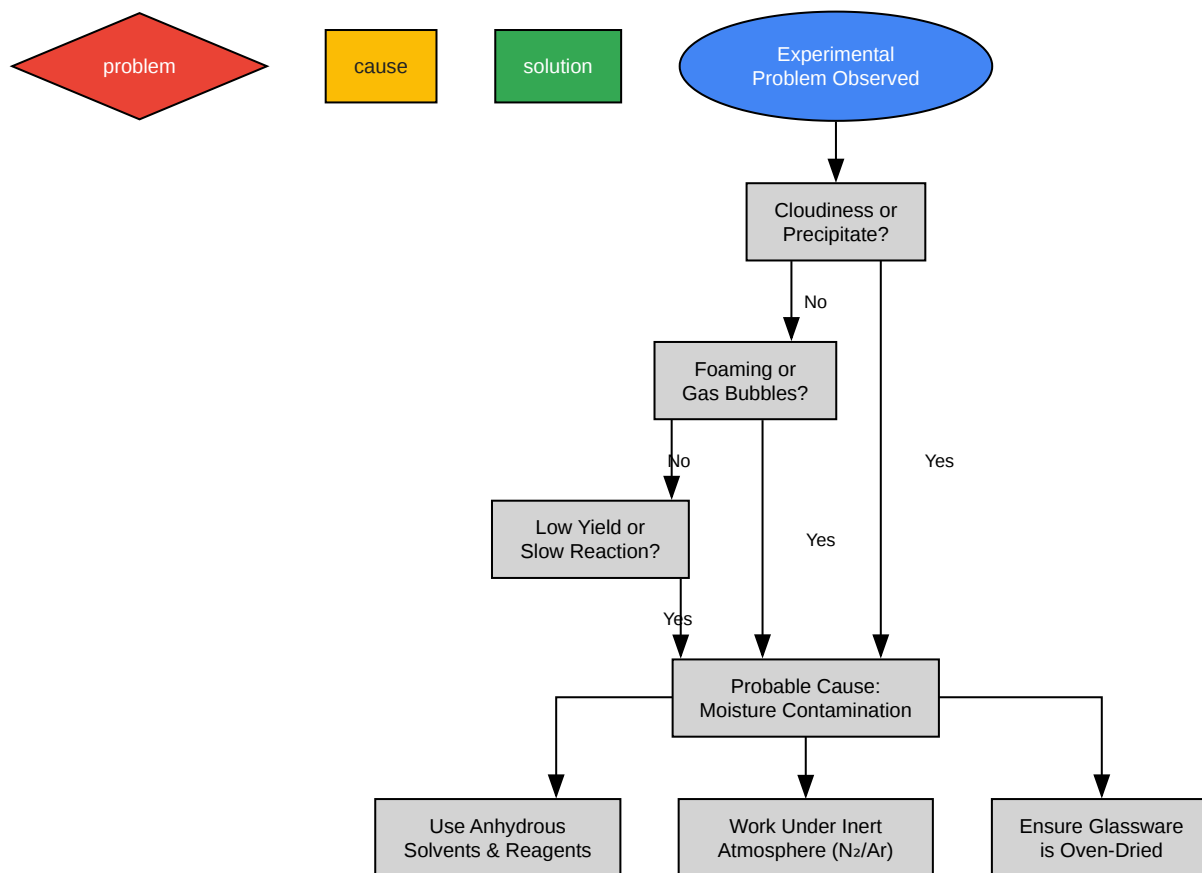 problem
cause
solution
Experimental
Problem Observed
Cloudiness or
Precipitate?
No
Foaming or
Gas Bubbles?
No
Yes
Low Yield or
Slow Reaction?
Yes
Yes
Probable Cause:
Moisture Contamination
Use Anhydrous
Solvents & Reagents
Work Under Inert
Atmosphere (N₂/Ar)
Ensure Glassware
is Oven-Dried